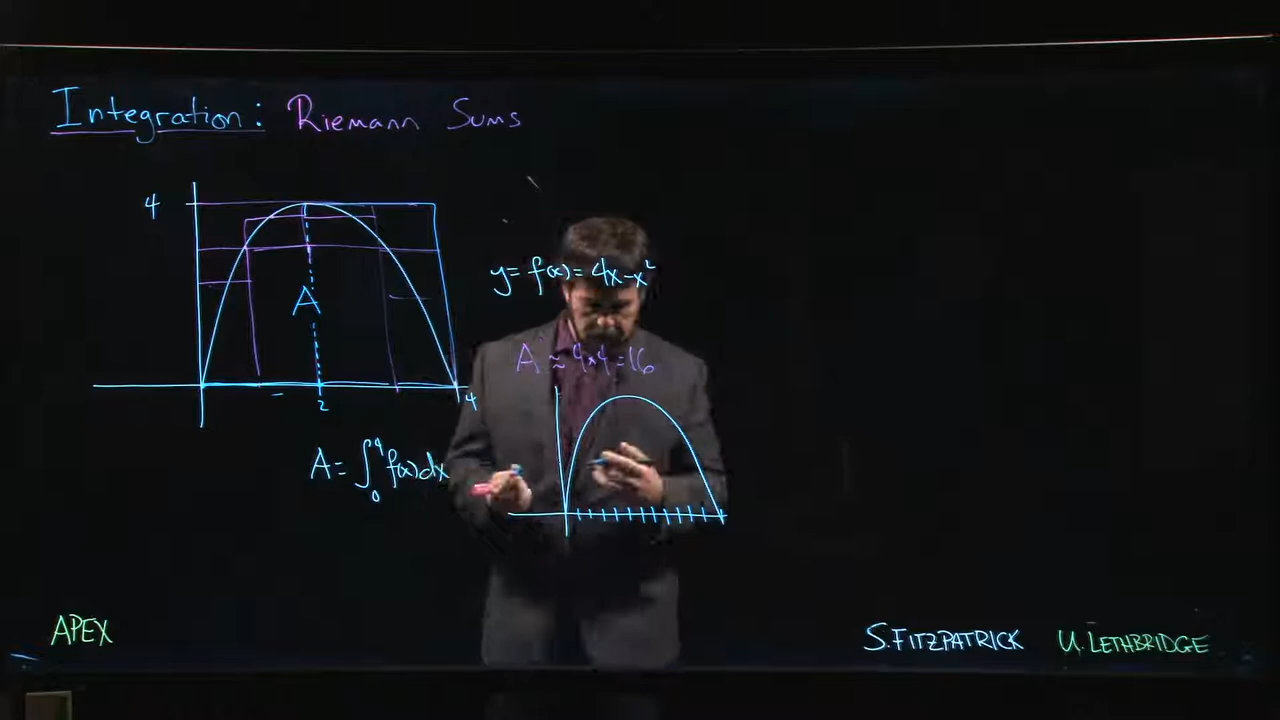 Integration: Riemann Sums
4
y = f(x) = 4x-x²
A
A ≈ 4x4 = 16
2
4
A = ∫₀⁴ f(x) dx
APEX
S. FITZPATRICK U. LETHBRIDGE